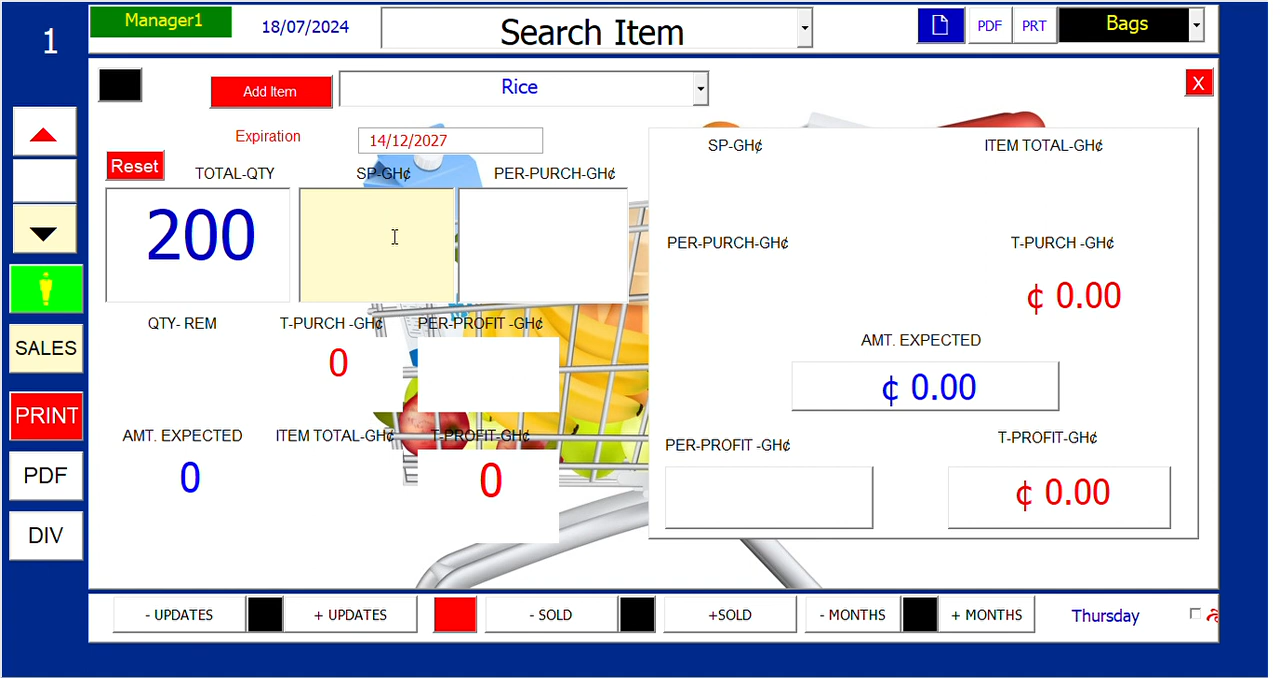 1
Manager1
18/07/2024
Search Item
PDF
PRT
Bags
Add Item
Rice
X
Expiration
14/12/2027
Reset
TOTAL-QTY
SP-GH¢
PER-PURCH-GH¢
200
QTY- REM
T-PURCH -GH¢
PER-PROFIT -GH¢
0
AMT. EXPECTED
ITEM TOTAL-GH¢
T-PROFIT-GH¢
0
0
SP-GH¢
ITEM TOTAL-GH¢
PER-PURCH-GH¢
T-PURCH -GH¢
¢ 0.00
AMT. EXPECTED
¢ 0.00
PER-PROFIT -GH¢
T-PROFIT-GH¢
¢ 0.00
SALES
PRINT
PDF
DIV
- UPDATES
+ UPDATES
- SOLD
+SOLD
- MONTHS
+ MONTHS
Thursday